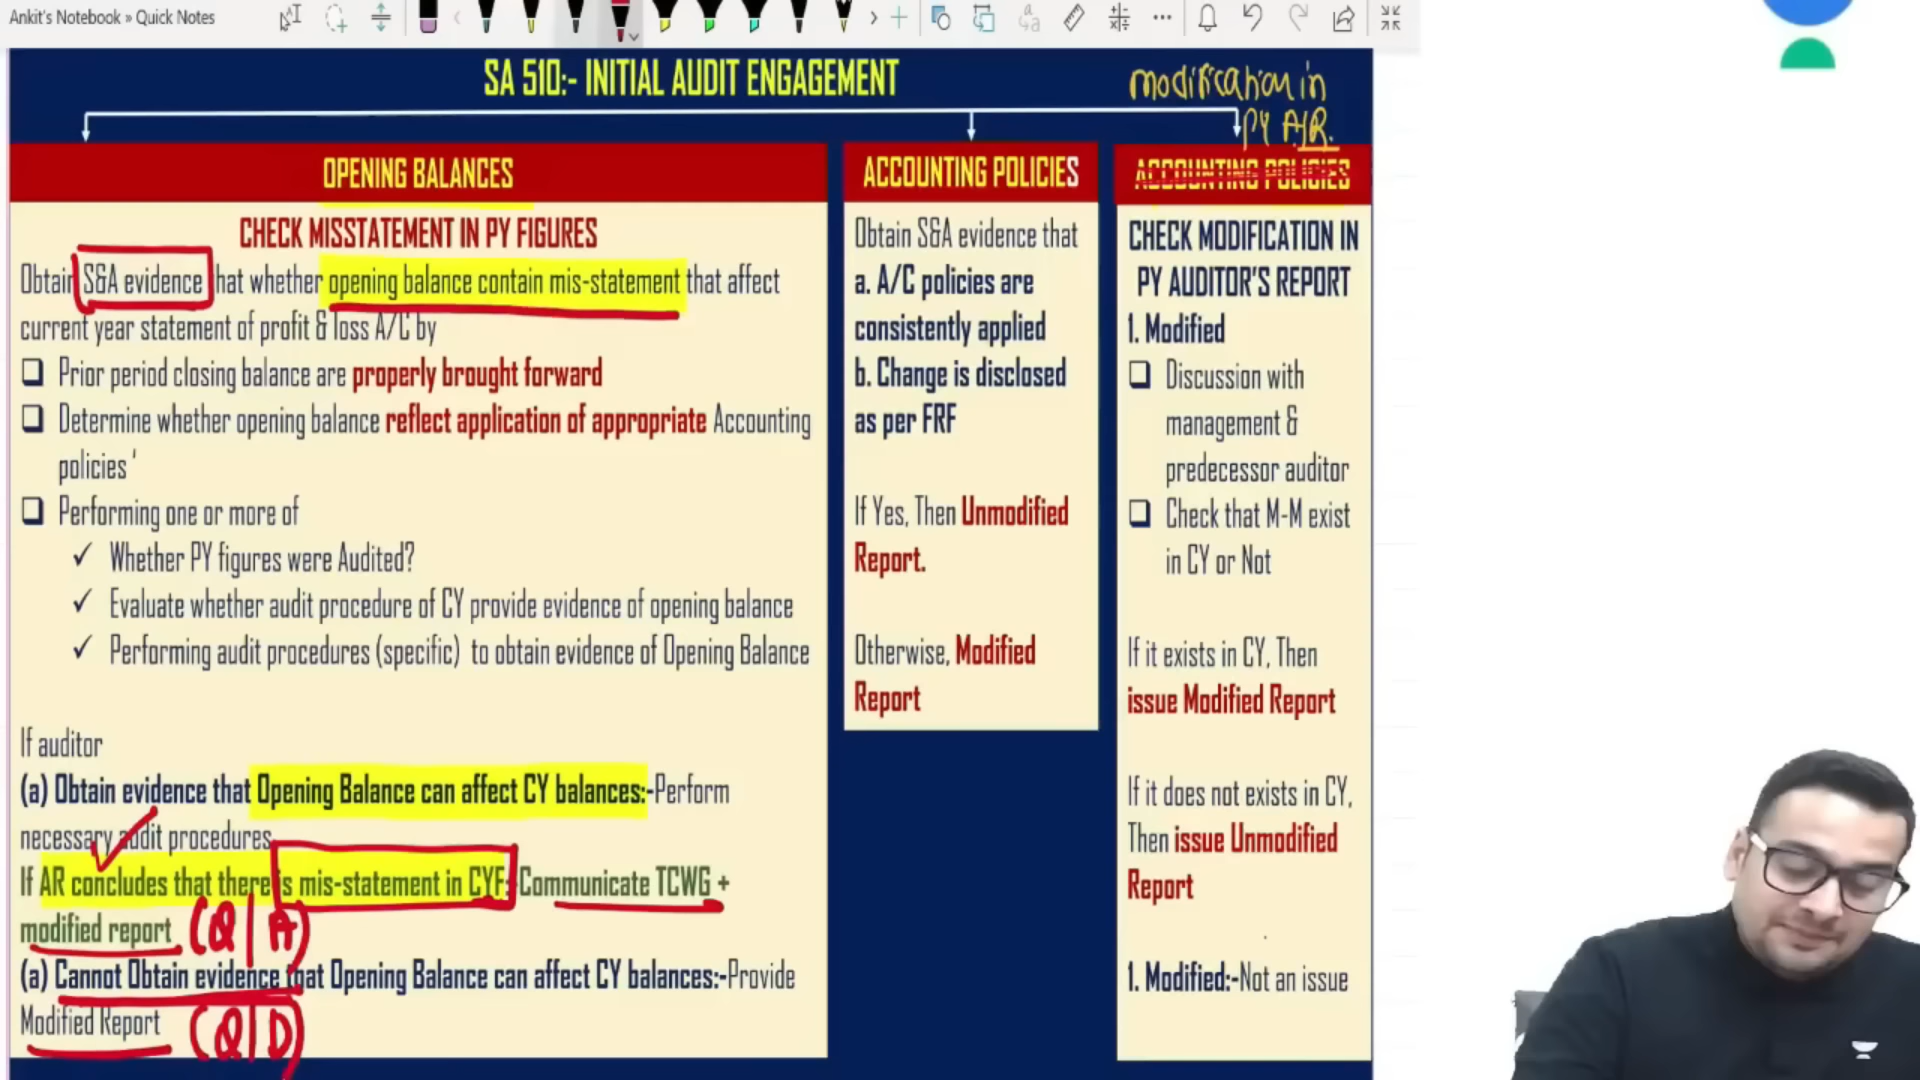 Ankit's Notebook » Quick Notes
SA 510:- INITIAL AUDIT ENGAGEMENT
modification in
PY A/R.
OPENING BALANCES
CHECK MISSTATEMENT IN PY FIGURES
Obtain S&A evidence that whether opening balance contain mis-statement that affect
current year statement of profit & loss A/C by
Prior period closing balance are properly brought forward
Determine whether opening balance reflect application of appropriate Accounting
policies'
Performing one or more of
✓ Whether PY figures were Audited?
✓ Evaluate whether audit procedure of CY provide evidence of opening balance
✓ Performing audit procedures (specific) to obtain evidence of Opening Balance
If auditor
(a) Obtain evidence that Opening Balance can affect CY balances:-Perform
necessary audit procedures
If AR concludes that there is mis-statement in CYF: Communicate TCWG +
modified report (Q|A)
(a) Cannot Obtain evidence that Opening Balance can affect CY balances:-Provide
Modified Report (Q|D)
ACCOUNTING POLICIES
Obtain S&A evidence that
a. A/C policies are
consistently applied
b. Change is disclosed
as per FRF
If Yes, Then Unmodified
Report.
Otherwise, Modified
Report
ACCOUNTING POLICIES
CHECK MODIFICATION IN
PY AUDITOR'S REPORT
1. Modified
Discussion with
management &
predecessor auditor
Check that M-M exist
in CY or Not
If it exists in CY, Then
issue Modified Report
If it does not exists in CY,
Then issue Unmodified
Report
1. Modified:-Not an issue